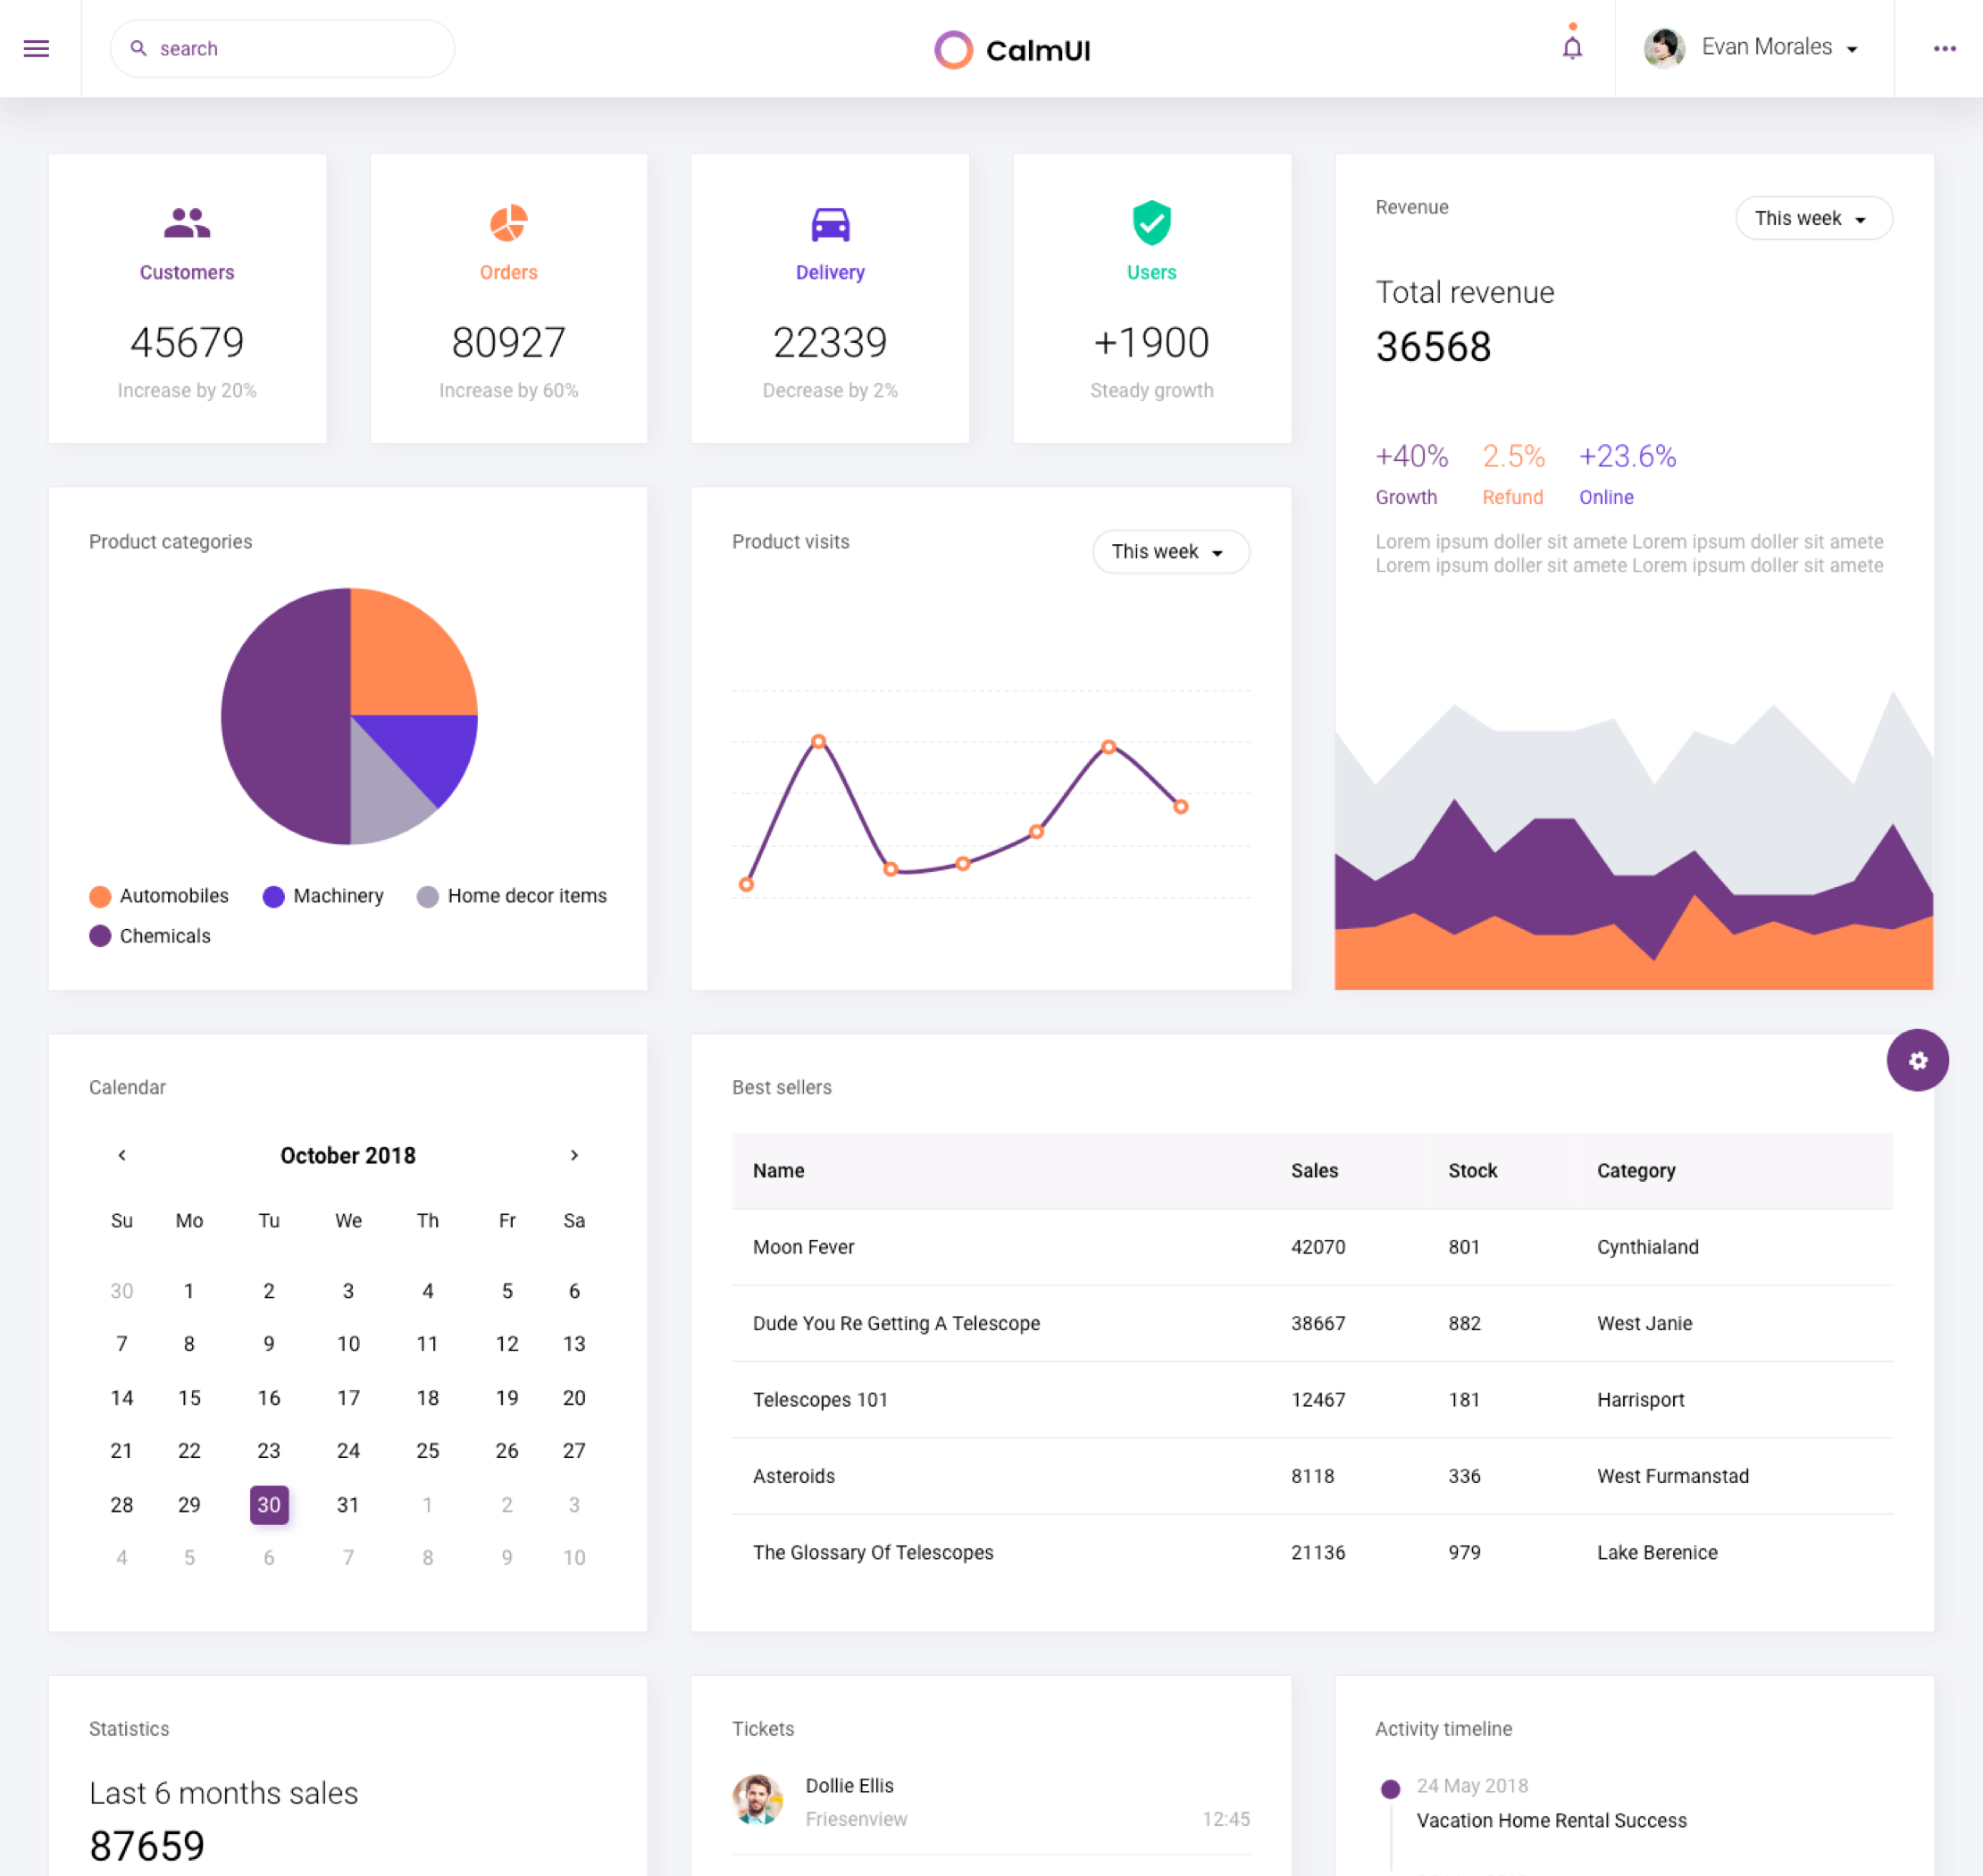 search
CalmUI
Evan Morales
Customers
45679
Increase by 20%
Orders
80927
Increase by 60%
Delivery
22339
Decrease by 2%
Users
+1900
Steady growth
Revenue
This week
Total revenue
36568
+40% 2.5% +23.6%
Growth Refund Online
Lorem ipsum doller sit amete Lorem ipsum doller sit amete
Lorem ipsum doller sit amete Lorem ipsum doller sit amete
Product categories
Automobiles Machinery Home decor items
Chemicals
Product visits
This week
Calendar
October 2018
Su Mo Tu We Th Fr Sa
30 1 2 3 4 5 6
7 8 9 10 11 12 13
14 15 16 17 18 19 20
21 22 23 24 25 26 27
28 29 30 31 1 2 3
4 5 6 7 8 9 10
Best sellers
Name Sales Stock Category
Moon Fever 42070 801 Cynthialand
Dude You Re Getting A Telescope 38667 882 West Janie
Telescopes 101 12467 181 Harrisport
Asteroids 8118 336 West Furmanstad
The Glossary Of Telescopes 21136 979 Lake Berenice
Statistics
Last 6 months sales
87659
Tickets
Dollie Ellis
Friesenview 12:45
Activity timeline
24 May 2018
Vacation Home Rental Success